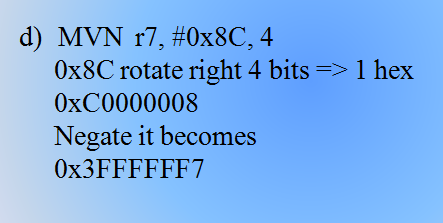 d) MVN r7, #0x8C, 4
0X8C rotate right 4 bits => 1 hex
0XC0000008
Negate it becomes
0X3FFFFFF7